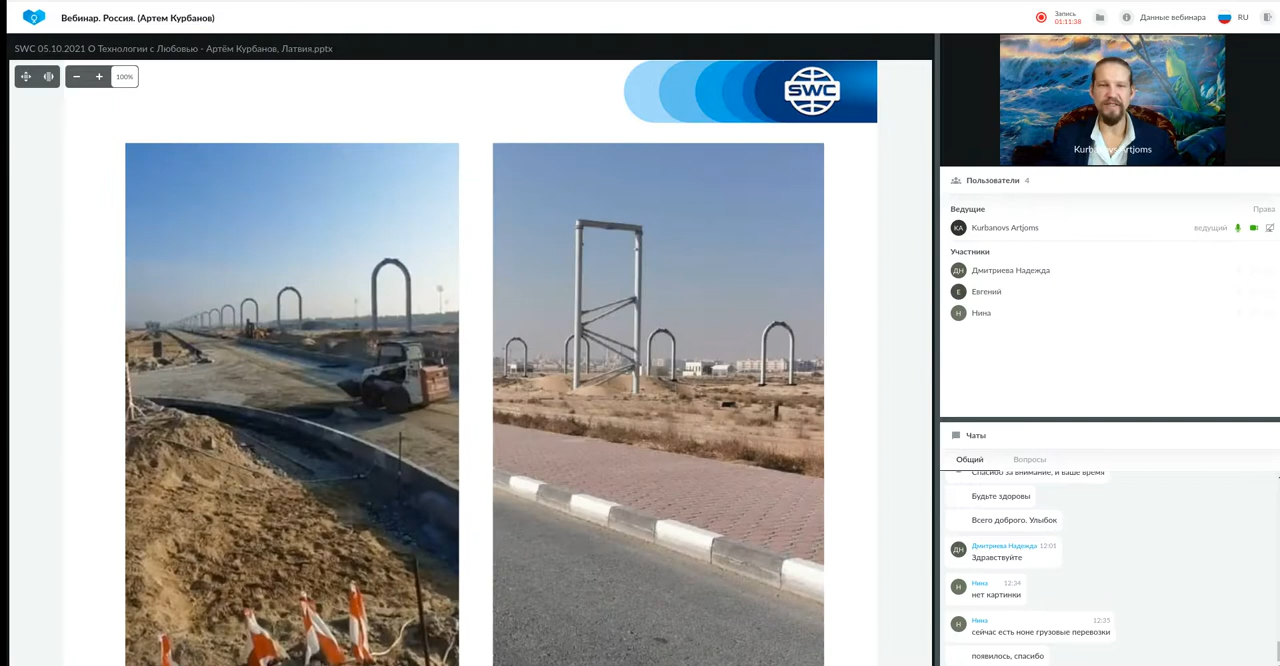 Вебинар. Россия. (Артем Курбанов)
Запись
01:11:38
Данные вебинара
RU
SWC 05.10.2021 О Технологии с Любовью - Артём Курбанов, Латвия.pptx
100%
SWC
Kurbanovs Artjoms
Пользователи 4
Ведущие Права
KA Kurbanovs Artjoms ведущий
Участники
ДН Дмитриева Надежда
Е Евгений
Н Нина
Чаты
Общий Вопросы
Спасибо за внимание, и ваше время
Будьте здоровы
Всего доброго. Улыбок
ДН Дмитриева Надежда 12:01
Здравствуйте
Н Нина 12:34
нет картинки
Н Нина 12:35
сейчас есть ноне грузовые перевозки
появилось, спасибо